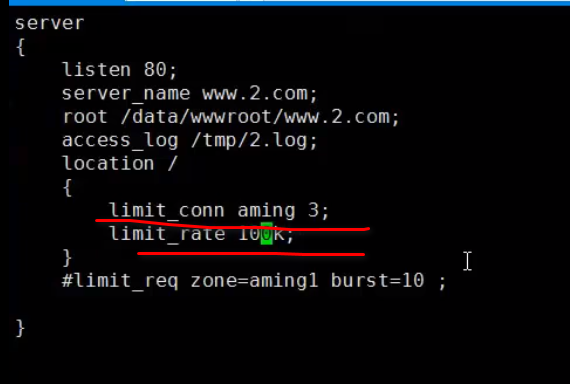 server
{
listen 80;
server_name www.2.com;
root /data/wwwroot/www.2.com;
access_log /tmp/2.log;
location /
{
limit_conn aming 3;
limit_rate 100k;
}
#limit_req zone=aming1 burst=10 ;
}